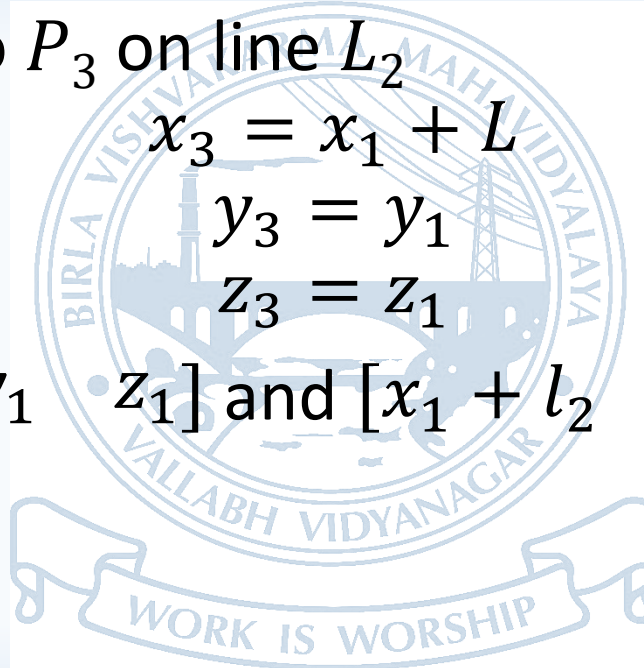 P₃ on line L₂
x₃ = x₁ + L
y₃ = y₁
z₃ = z₁
₁ z₁] and [x₁ + l₂
BIRLA VISHVAKARMA MAHAVIDYALAYA
VALLABH VIDYANAGAR
WORK IS WORSHIP